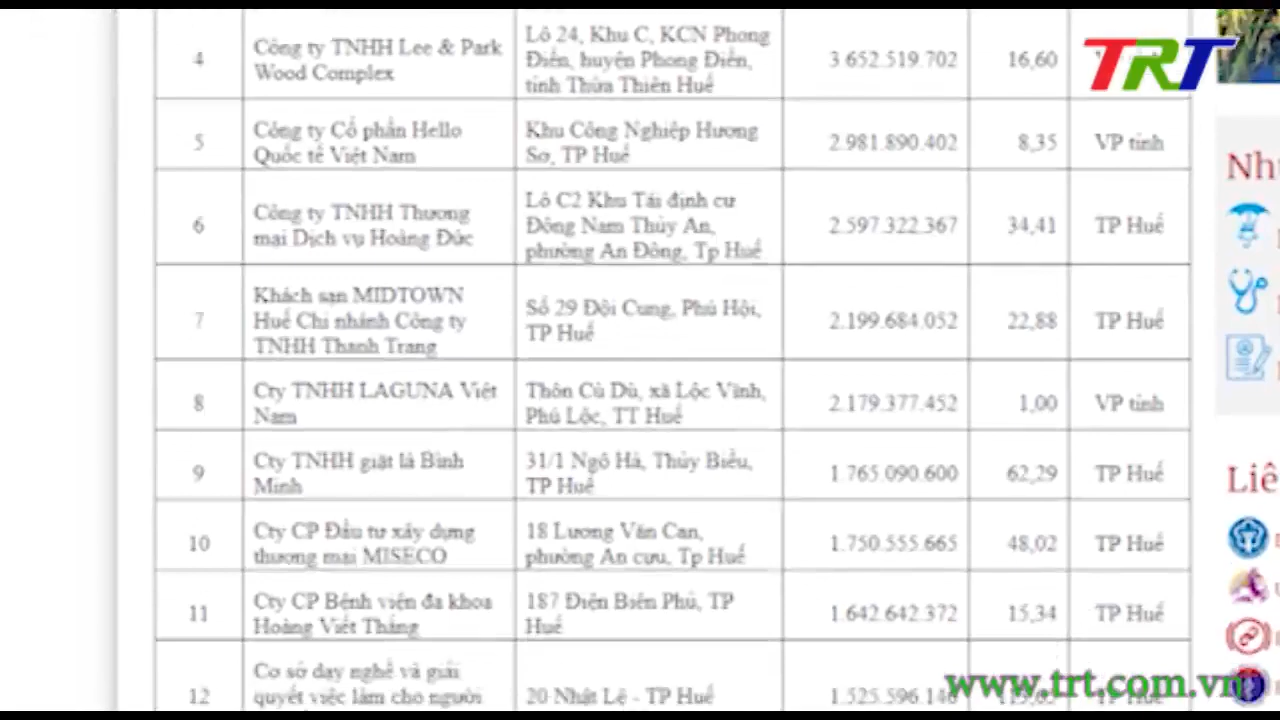 TRT
4
Công ty TNHH Lee & Park
Wood Complex
Lô 24, Khu C, KCN Phong
Điền, huyện Phong Điền,
tỉnh Thừa Thiên Huế
3 652.519.702
16,60
5
Công ty Cổ phần Hello
Quốc tế Việt Nam
Khu Công Nghiệp Hương
Sơ, TP Huế
2.981.890.402
8,35
VP tỉnh
6
Công ty TNHH Thương
mại Dịch vụ Hoàng Đức
Lô C2 Khu Tái định cư
Đông Nam Thủy An,
phường An Đông, Tp Huế
2.597.322.367
34,41
TP Huế
7
Khách sạn MIDTOWN
Huế Chi nhánh Công ty
TNHH Thanh Trang
Số 29 Đội Cung, Phú Hội,
TP Huế
2.199.684.052
22,88
TP Huế
8
Cty TNHH LAGUNA Việt
Nam
Thôn Cù Dù, xã Lộc Vĩnh,
Phú Lộc, TT Huế
2.179.377.452
1,00
VP tỉnh
9
Cty TNHH giặt là Bình
Minh
31/1 Ngô Hà, Thủy Biều,
TP Huế
1.765.090.600
62,29
TP Huế
10
Cty CP Đầu tư xây dựng
thương mại MISECO
18 Lương Văn Can,
phường An cựu, Tp Huế
1.750.555.665
48,02
TP Huế
11
Cty CP Bệnh viện đa khoa
Hoàng Viết Thắng
187 Điện Biên Phủ, TP
Huế
1.642.642.372
15,34
TP Huế
12
Cơ sở dạy nghề và giải
quyết việc làm cho người
20 Nhật Lệ - TP Huế
1.525.596.146
www.trt.com.vn
Liê